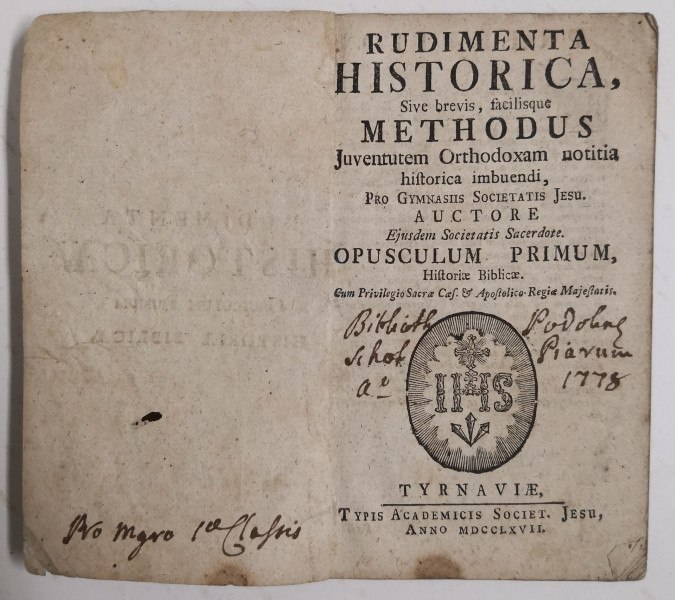 Pro Mgro 1æ Classis
RUDIMENTA
HISTORICA,
Sive brevis, facilisque
METHODUS
Juventutem Orthodoxam notitia
historica imbuendi,
PRO GYMNASIIS SOCIETATIS JESU.
AUCTORE
Ejusdem Societatis Sacerdote.
OPUSCULUM PRIMUM,
Historiæ Biblicæ.
Cum Privilegio Sacræ Cæs. & Apostolico-Regiæ Majestatis.
Biblioth Podolin
Schol Piarum
aº 1778
IHS
TYRNAVIÆ,
TYPIS ACADEMICIS SOCIET. JESU,
ANNO MDCCLXVII.